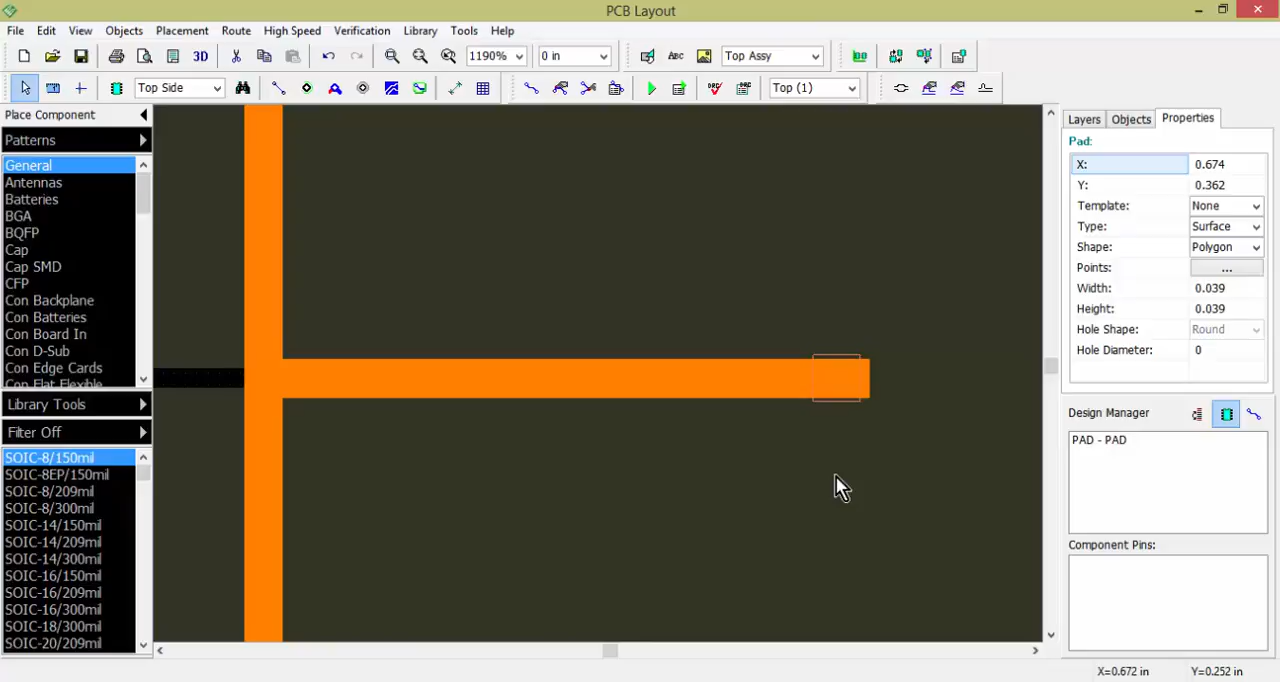 PCB Layout
File Edit View Objects Placement Route High Speed Verification Library Tools Help
3D 1190% 0 in ABC Top Assy
Top Side DRC Top (1)
Place Component
Patterns
General
Antennas
Batteries
BGA
BQFP
Cap
Cap SMD
CFP
Con Backplane
Con Batteries
Con Board In
Con D-Sub
Con Edge Cards
Con Flat Flexible
Library Tools
Filter Off
SOIC-8/150mil
SOIC-8EP/150mil
SOIC-8/209mil
SOIC-8/300mil
SOIC-14/150mil
SOIC-14/209mil
SOIC-14/300mil
SOIC-16/150mil
SOIC-16/209mil
SOIC-16/300mil
SOIC-18/300mil
SOIC-20/209mil
Layers Objects Properties
Pad:
X: 0.674
Y: 0.362
Template: None
Type: Surface
Shape: Polygon
Points: ...
Width: 0.039
Height: 0.039
Hole Shape: Round
Hole Diameter: 0
Design Manager
PAD - PAD
Component Pins:
X=0.672 in Y=0.252 in